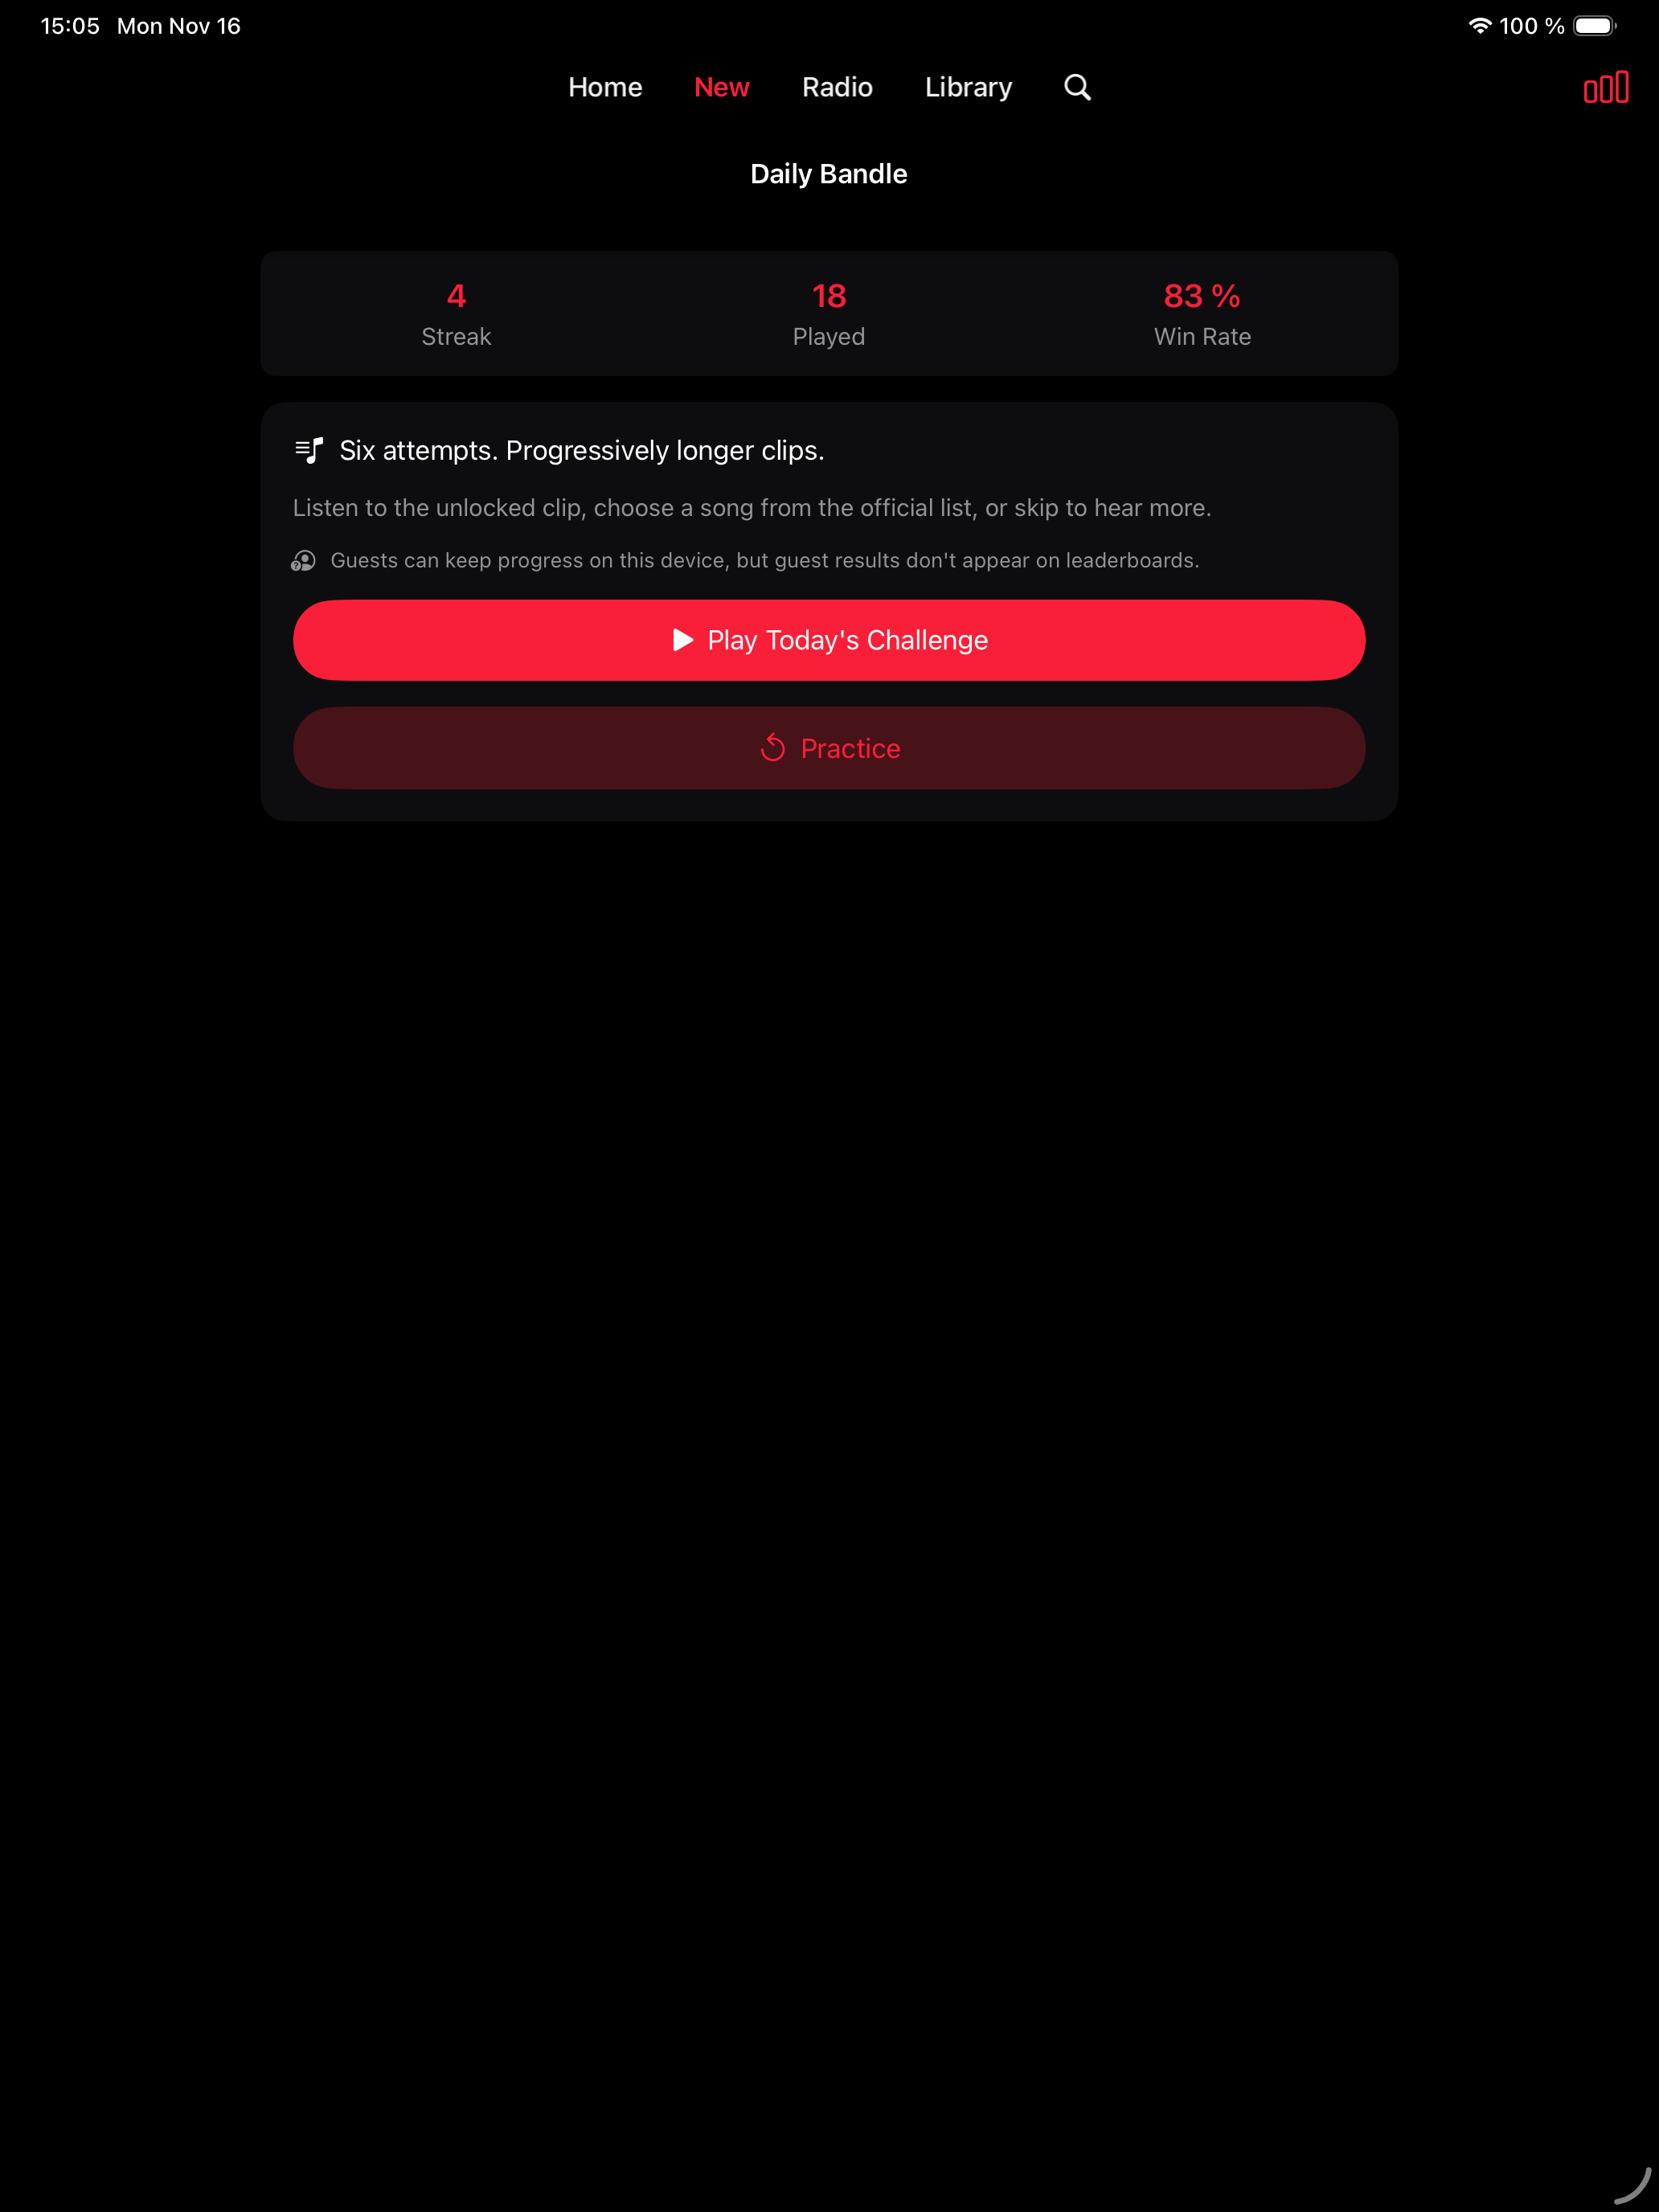 15:05 Mon Nov 16
100 %
Home New Radio Library
Daily Bandle
4 18 83 %
Streak Played Win Rate
Six attempts. Progressively longer clips.
Listen to the unlocked clip, choose a song from the official list, or skip to hear more.
Guests can keep progress on this device, but guest results don't appear on leaderboards.
Play Today's Challenge
Practice